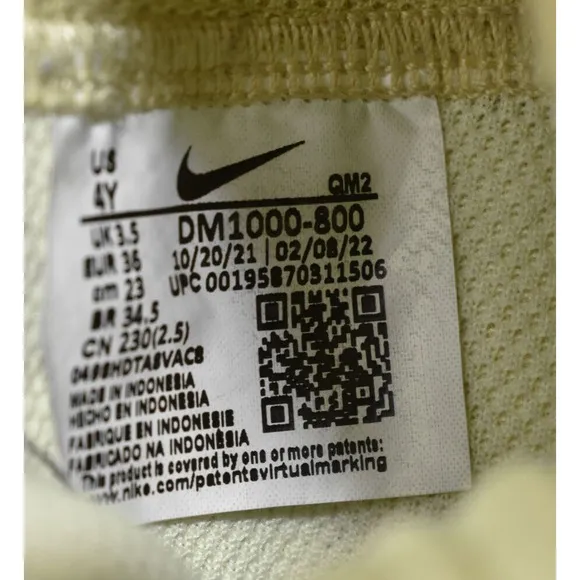 US
4Y
UK 3.5
EUR 36
cm 23
BR 34.5
CN 230(2.5)
QM2
DM1000-800
10/20/21 | 02/08/22
UPC 00195870311506
MADE IN INDONESIA
HECHO EN INDONESIA
FABRIQUE EN INDONESIE
FABRICADO NA INDONÉSIA
This product is covered by one or more patents:
www.nike.com/patentsvirtualmarking